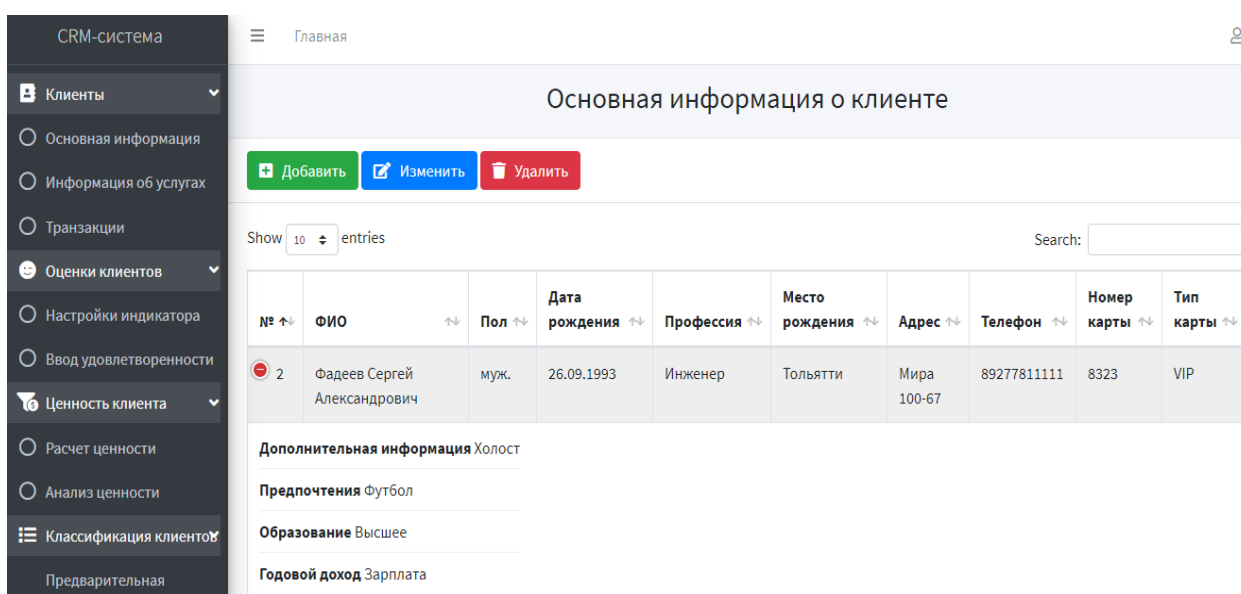 CRM-система
Главная
Клиенты
Основная информация
Информация об услугах
Транзакции
Оценки клиентов
Настройки индикатора
Ввод удовлетворенности
Ценность клиента
Расчет ценности
Анализ ценности
Классификация клиентов
Предварительная
Основная информация о клиенте
Добавить Изменить Удалить
Show 10 entries Search:
№ ФИО Пол Дата рождения Профессия Место рождения Адрес Телефон Номер карты Тип карты
2 Фадеев Сергей Александрович муж. 26.09.1993 Инженер Тольятти Мира 100-67 89277811111 8323 VIP
Дополнительная информация Холост
Предпочтения Футбол
Образование Высшее
Годовой доход Зарплата